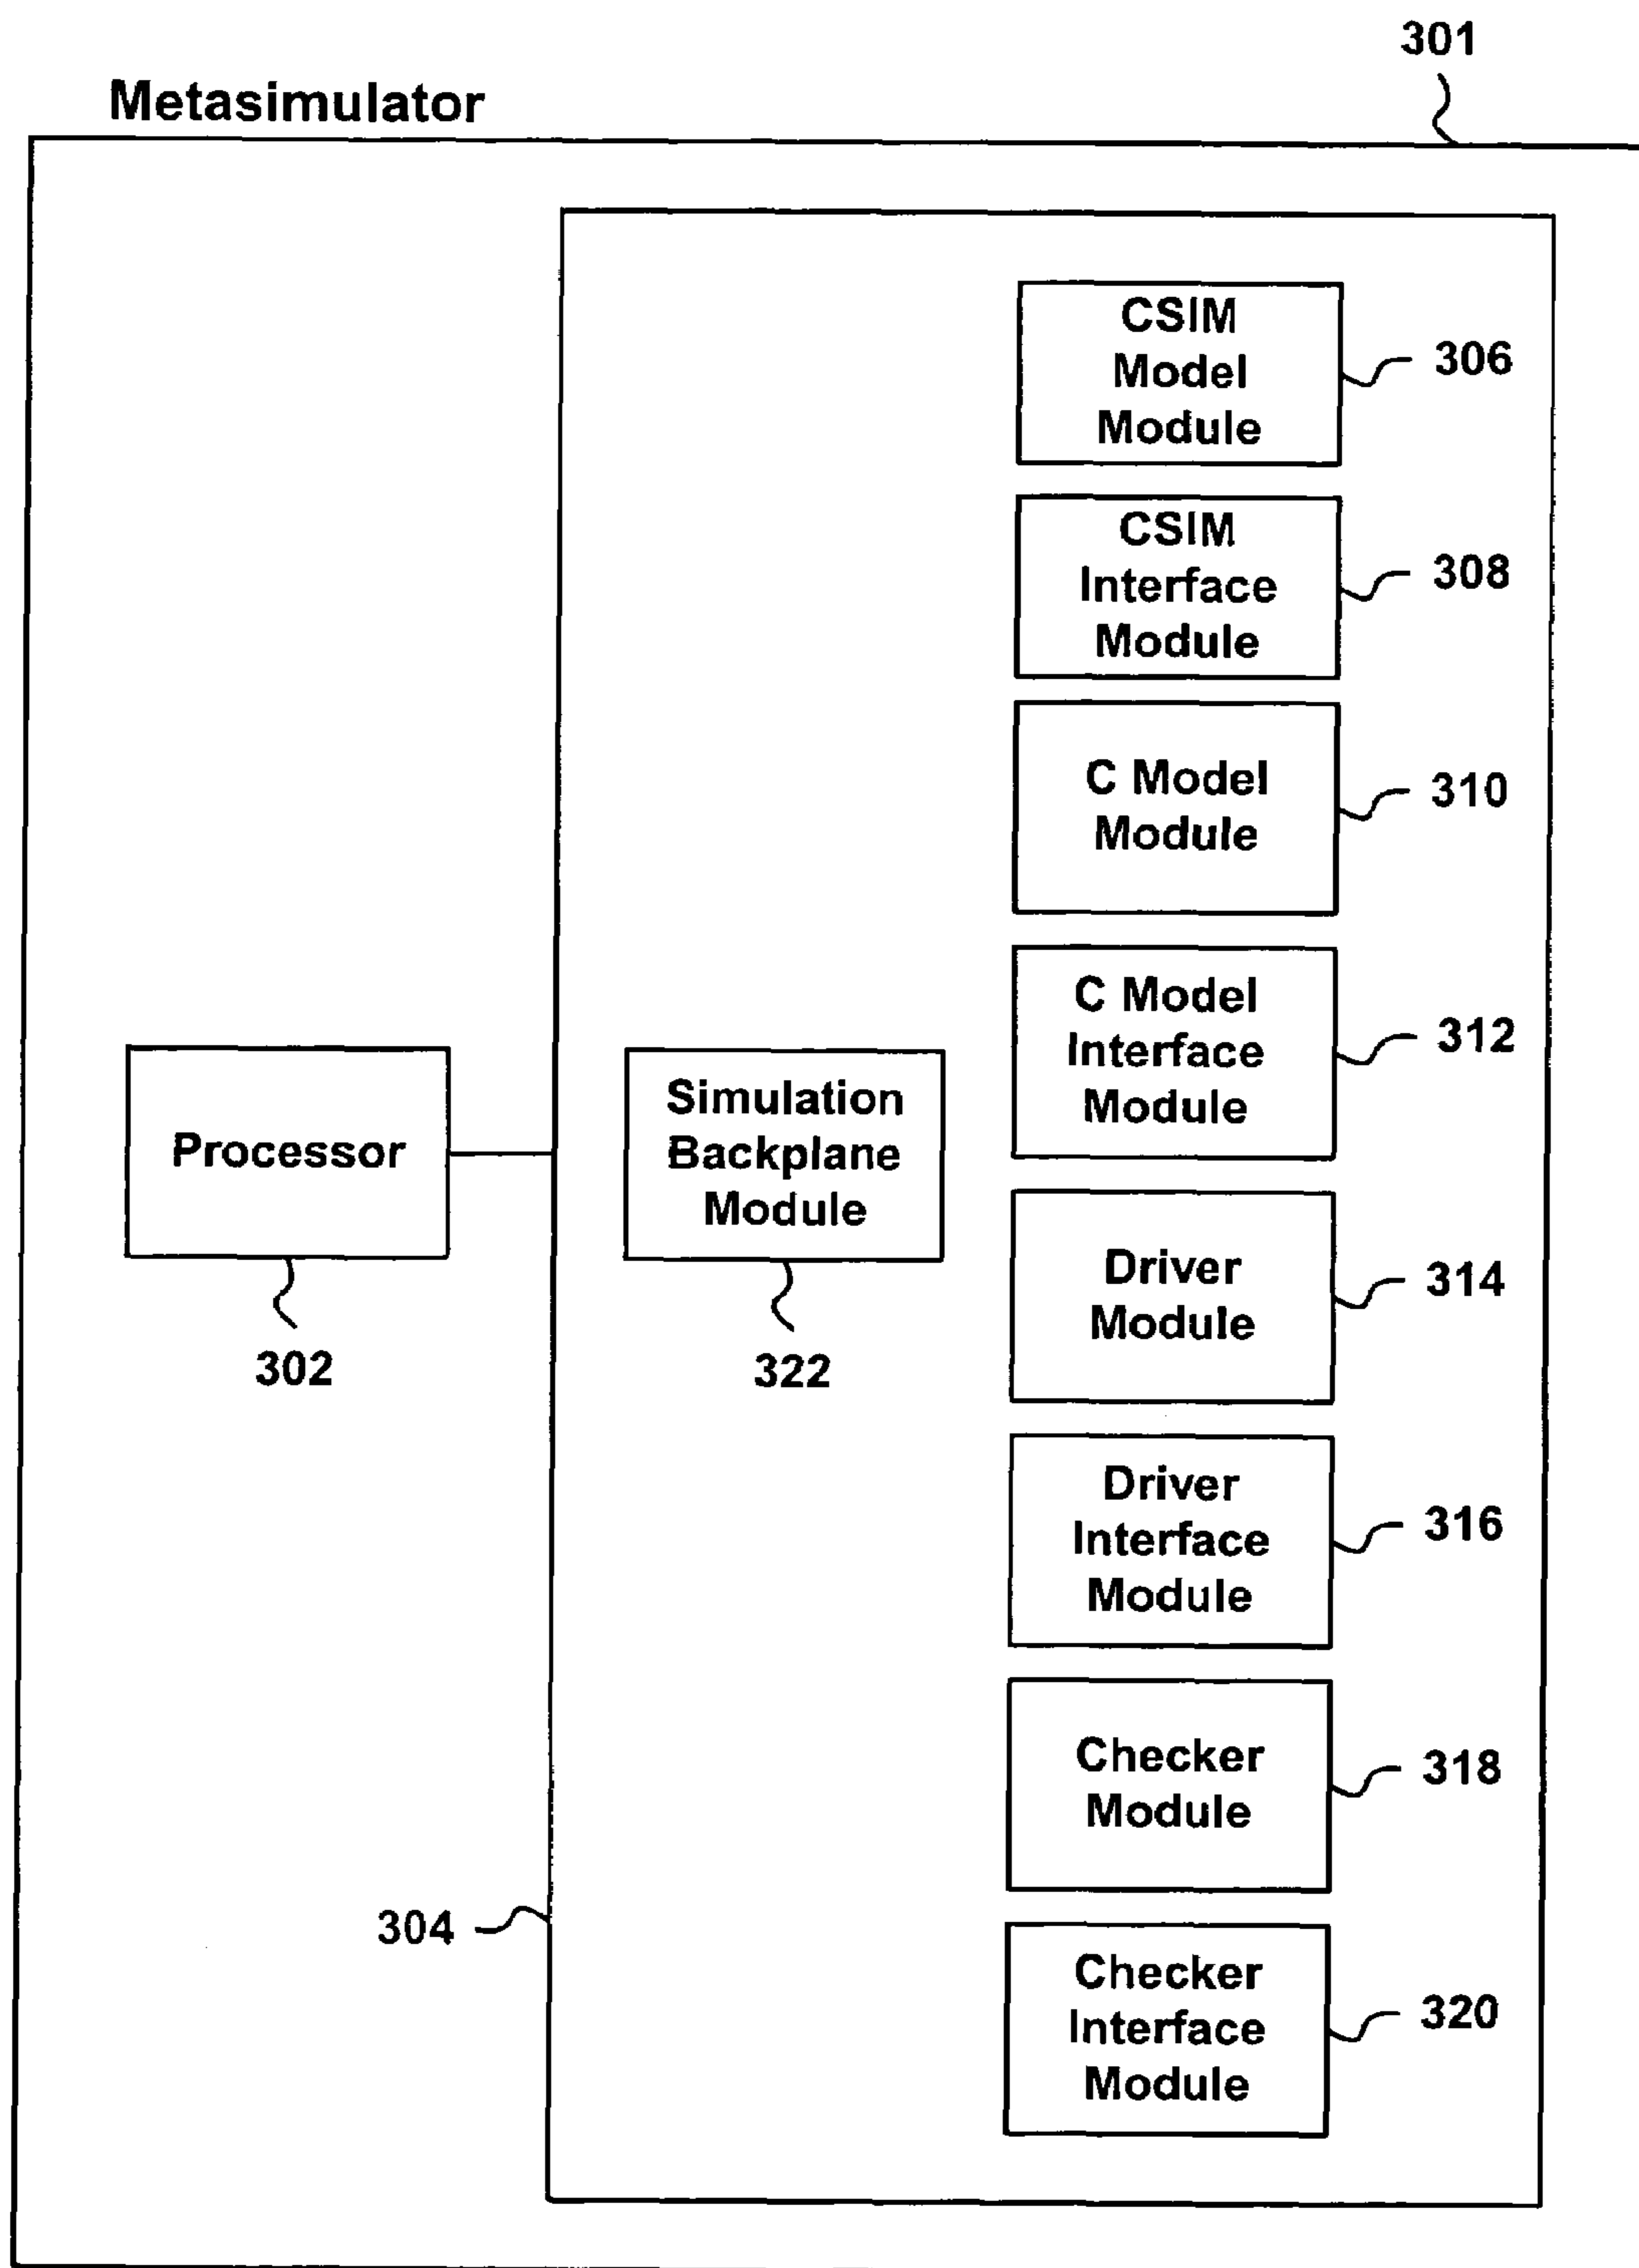 301
Metasimulator
CSIM
Model
Module
306
CSIM
Interface
Module
308
C Model
Module
310
C Model
Interface
Module
312
Processor
302
Simulation
Backplane
Module
322
Driver
Module
314
Driver
Interface
Module
316
Checker
Module
318
304
Checker
Interface
Module
320